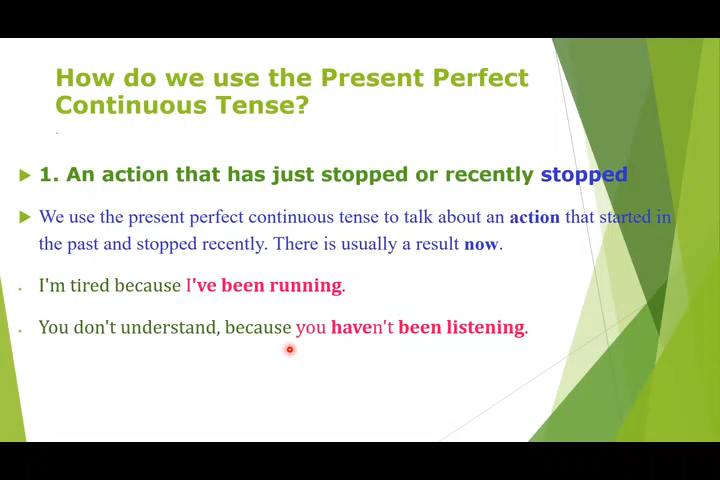 How do we use the Present Perfect
Continuous Tense?
.
1. An action that has just stopped or recently stopped
We use the present perfect continuous tense to talk about an action that started in
the past and stopped recently. There is usually a result now.
I'm tired because I've been running.
You don't understand, because you haven't been listening.